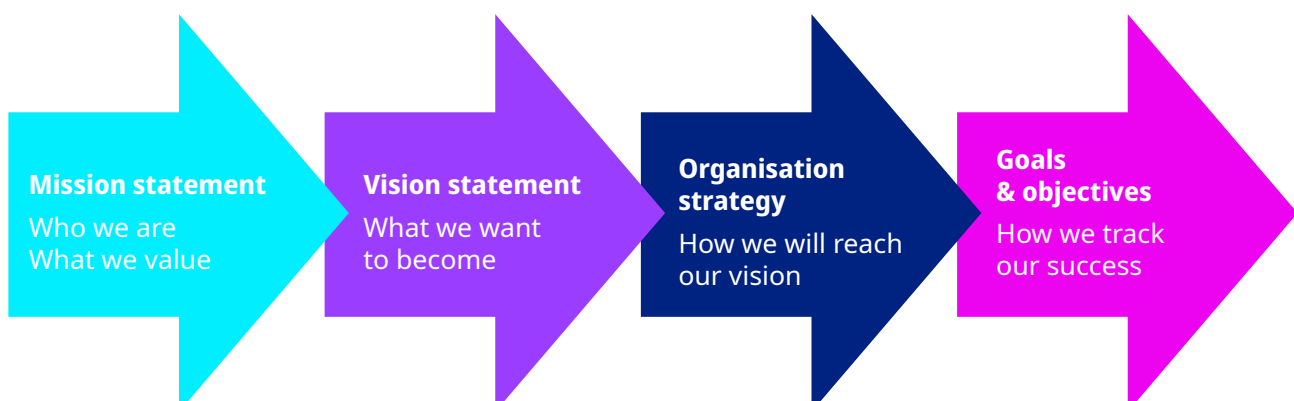 Mission statement
Who we are
What we value
Vision statement
What we want
to become
Organisation
strategy
How we will reach
our vision
Goals
& objectives
How we track
our success